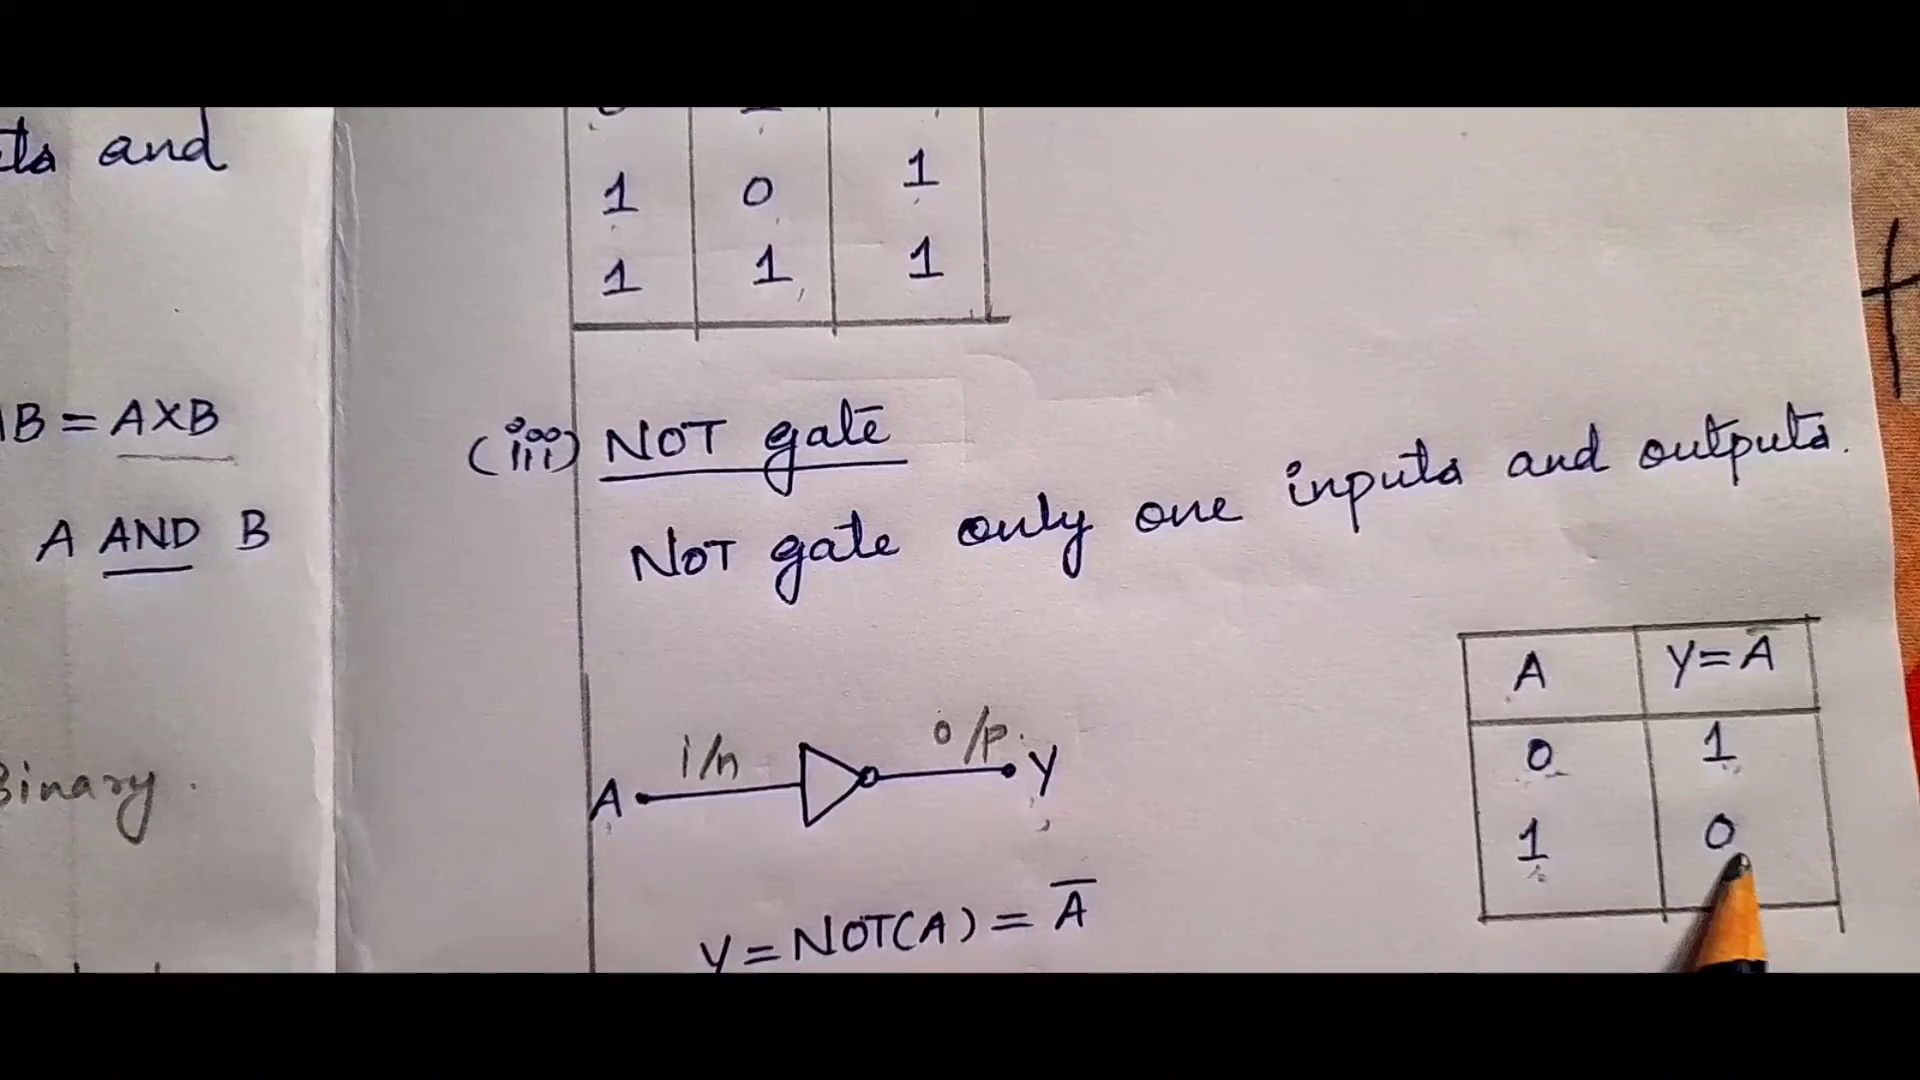 and
B = AXB
A AND B
Binary.
1 0 1
1 1 1
(iii) NOT gate
NOT gate only one inputs and outputs.
A i/n o/p. Y
Y = NOT(A) = A̅
A Y = A̅
0 1
1 0